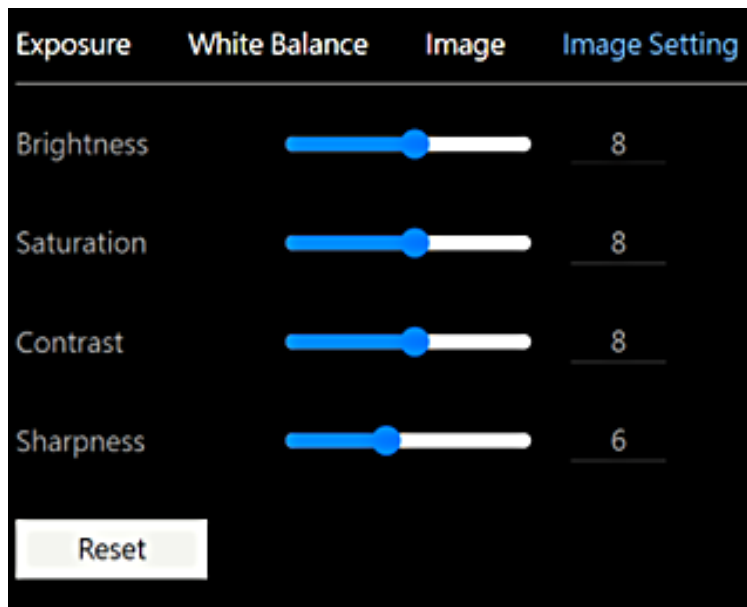 Exposure White Balance Image Image Setting
Brightness 8
Saturation 8
Contrast 8
Sharpness 6
Reset